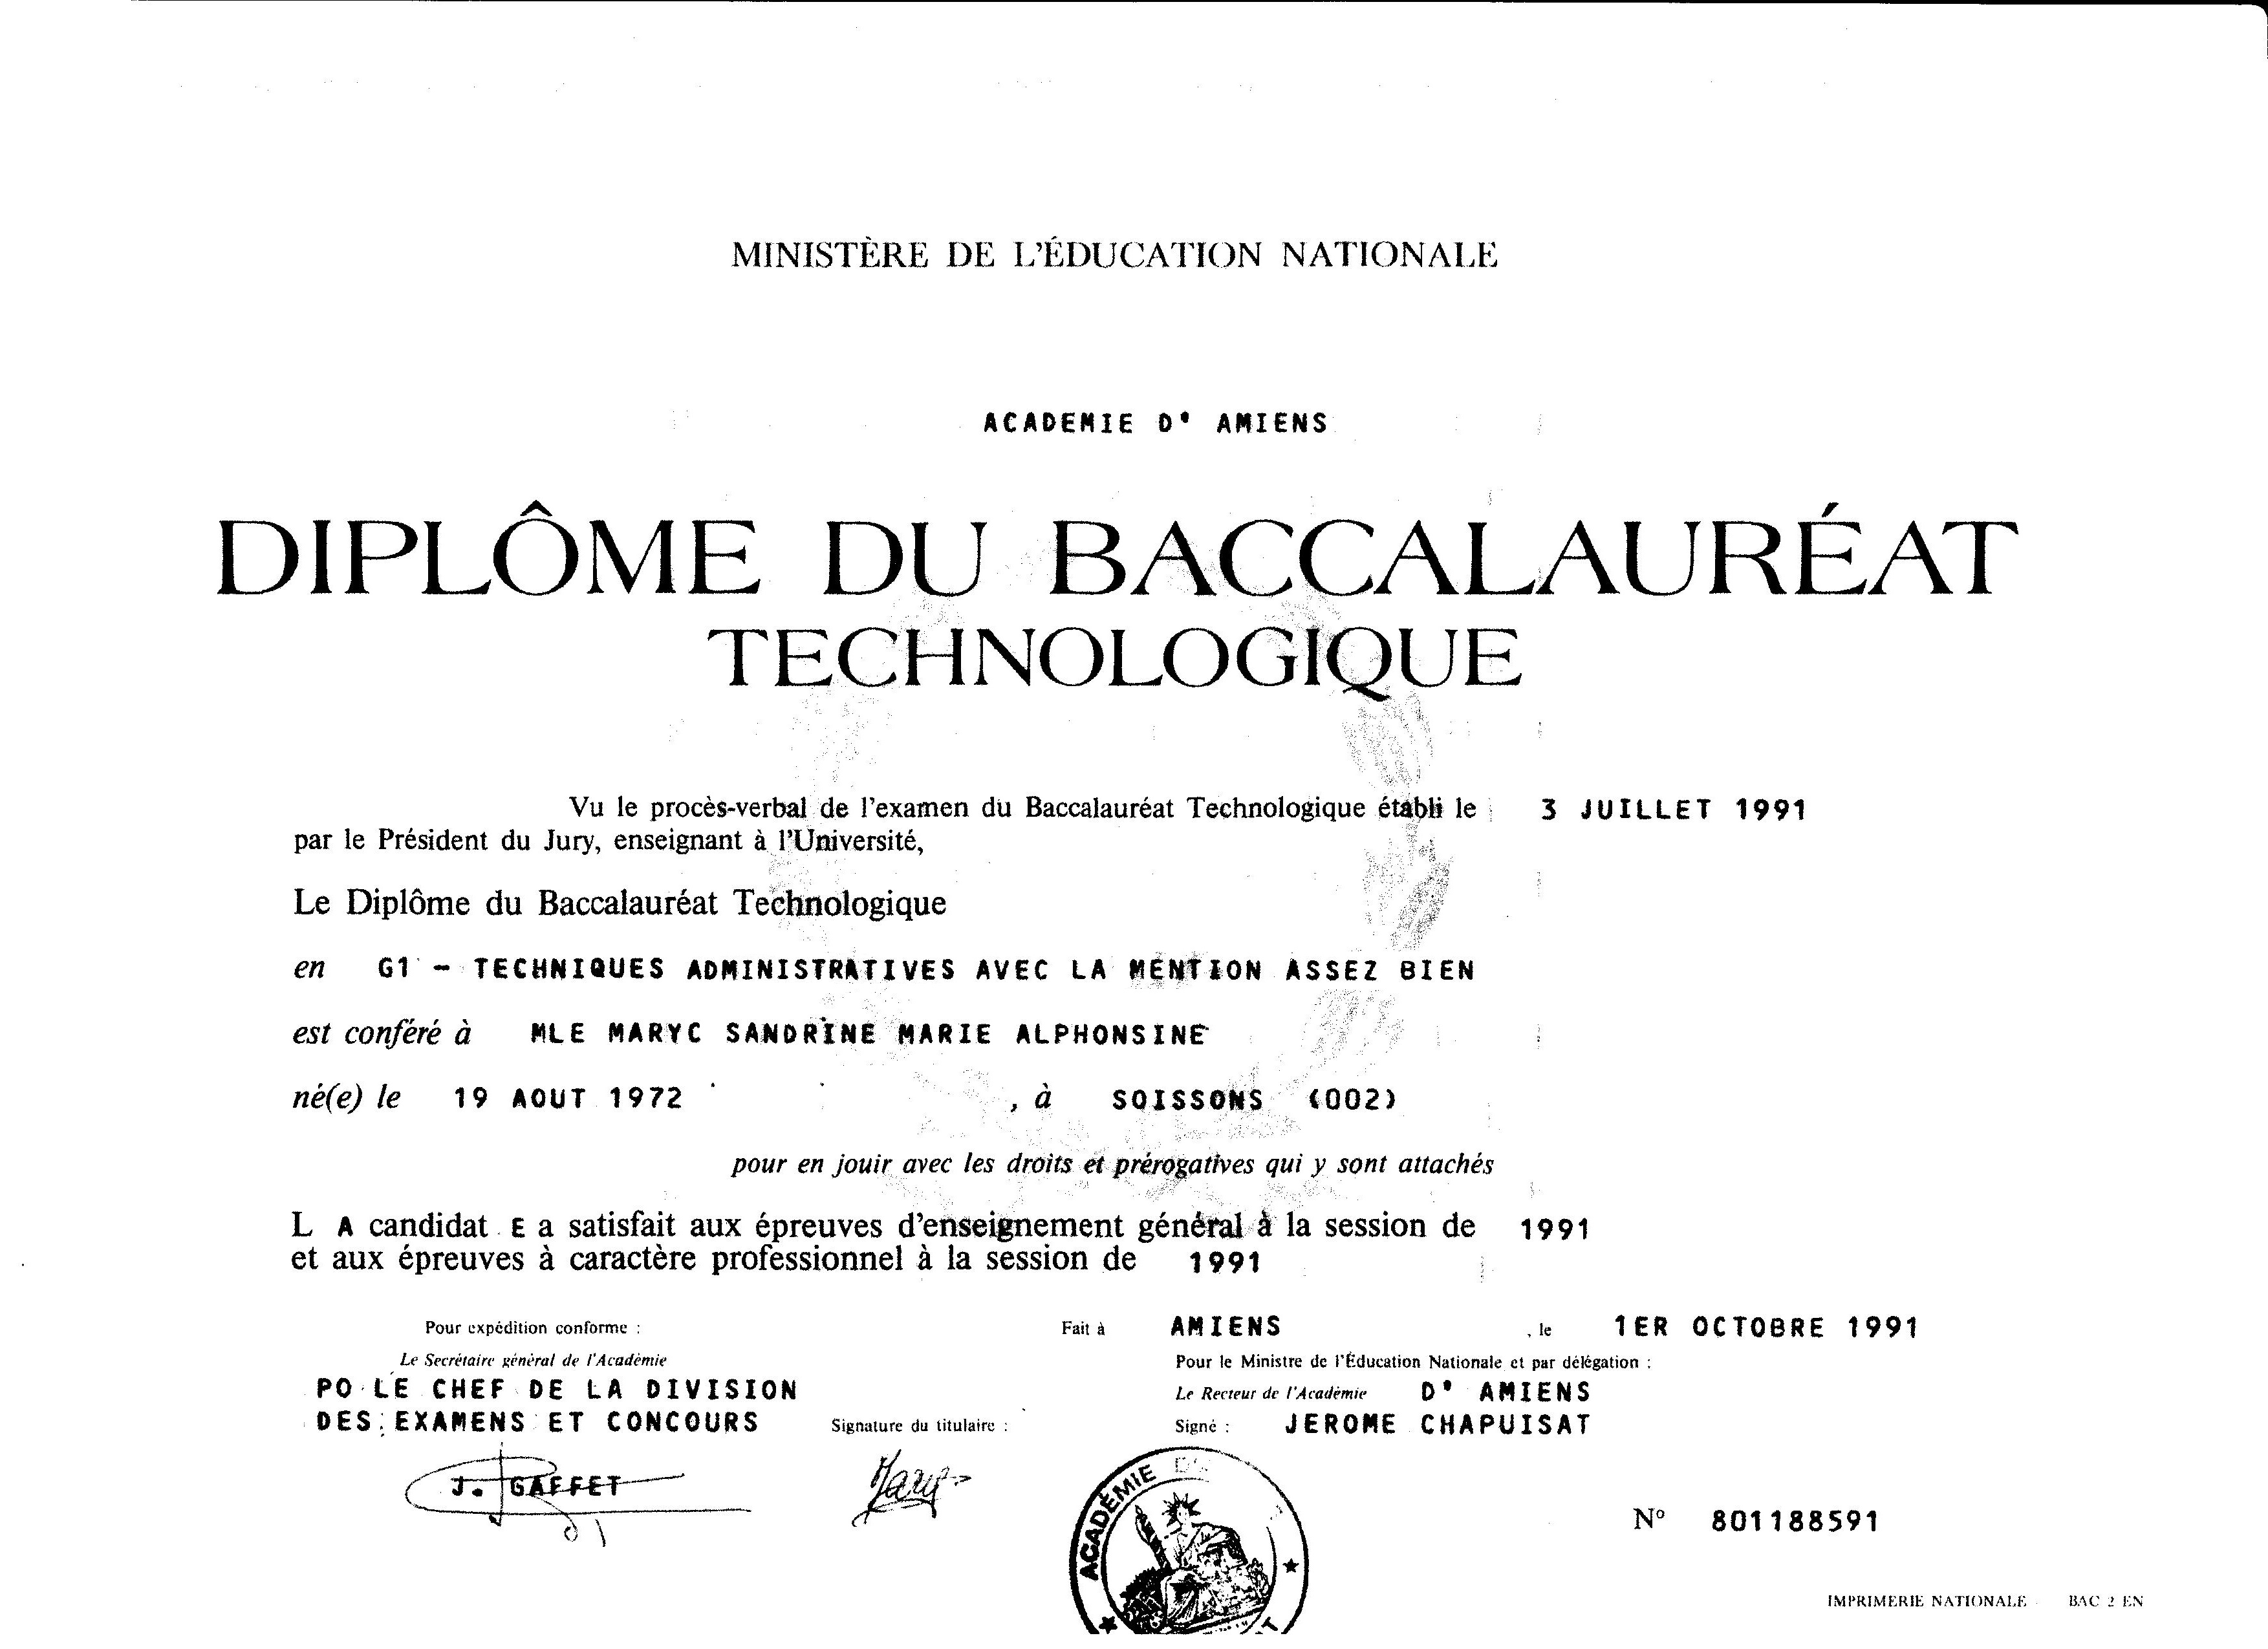 MINISTÈRE DE L'ÉDUCATION NATIONALE
ACADEMIE D' AMIENS
DIPLÔME DU BACCALAURÉAT
TECHNOLOGIQUE
Vu le procès-verbal de l'examen du Baccalauréat Technologique établi le 3 JUILLET 1991
par le Président du Jury, enseignant à l'Université,
Le Diplôme du Baccalauréat Technologique
en G1 - TECHNIQUES ADMINISTRATIVES AVEC LA MENTION ASSEZ BIEN
est conféré à MLE MARYC SANDRINE MARIE ALPHONSINE
né(e) le 19 AOUT 1972 , à SOISSONS (002)
pour en jouir avec les droits et prérogatives qui y sont attachés
L A candidat E a satisfait aux épreuves d'enseignement général à la session de 1991
et aux épreuves à caractère professionnel à la session de 1991
Pour expédition conforme :
Le Secrétaire général de l'Académie
PO LE CHEF DE LA DIVISION
DES EXAMENS ET CONCOURS
J. GAFFET
Signature du titulaire :
Fait à AMIENS , le 1ER OCTOBRE 1991
Pour le Ministre de l'Éducation Nationale et par délégation :
Le Recteur de l'Académie D' AMIENS
Signé : JEROME CHAPUISAT
ACADÉMIE
Nº 801188591
IMPRIMERIE NATIONALE BAC 2 EN